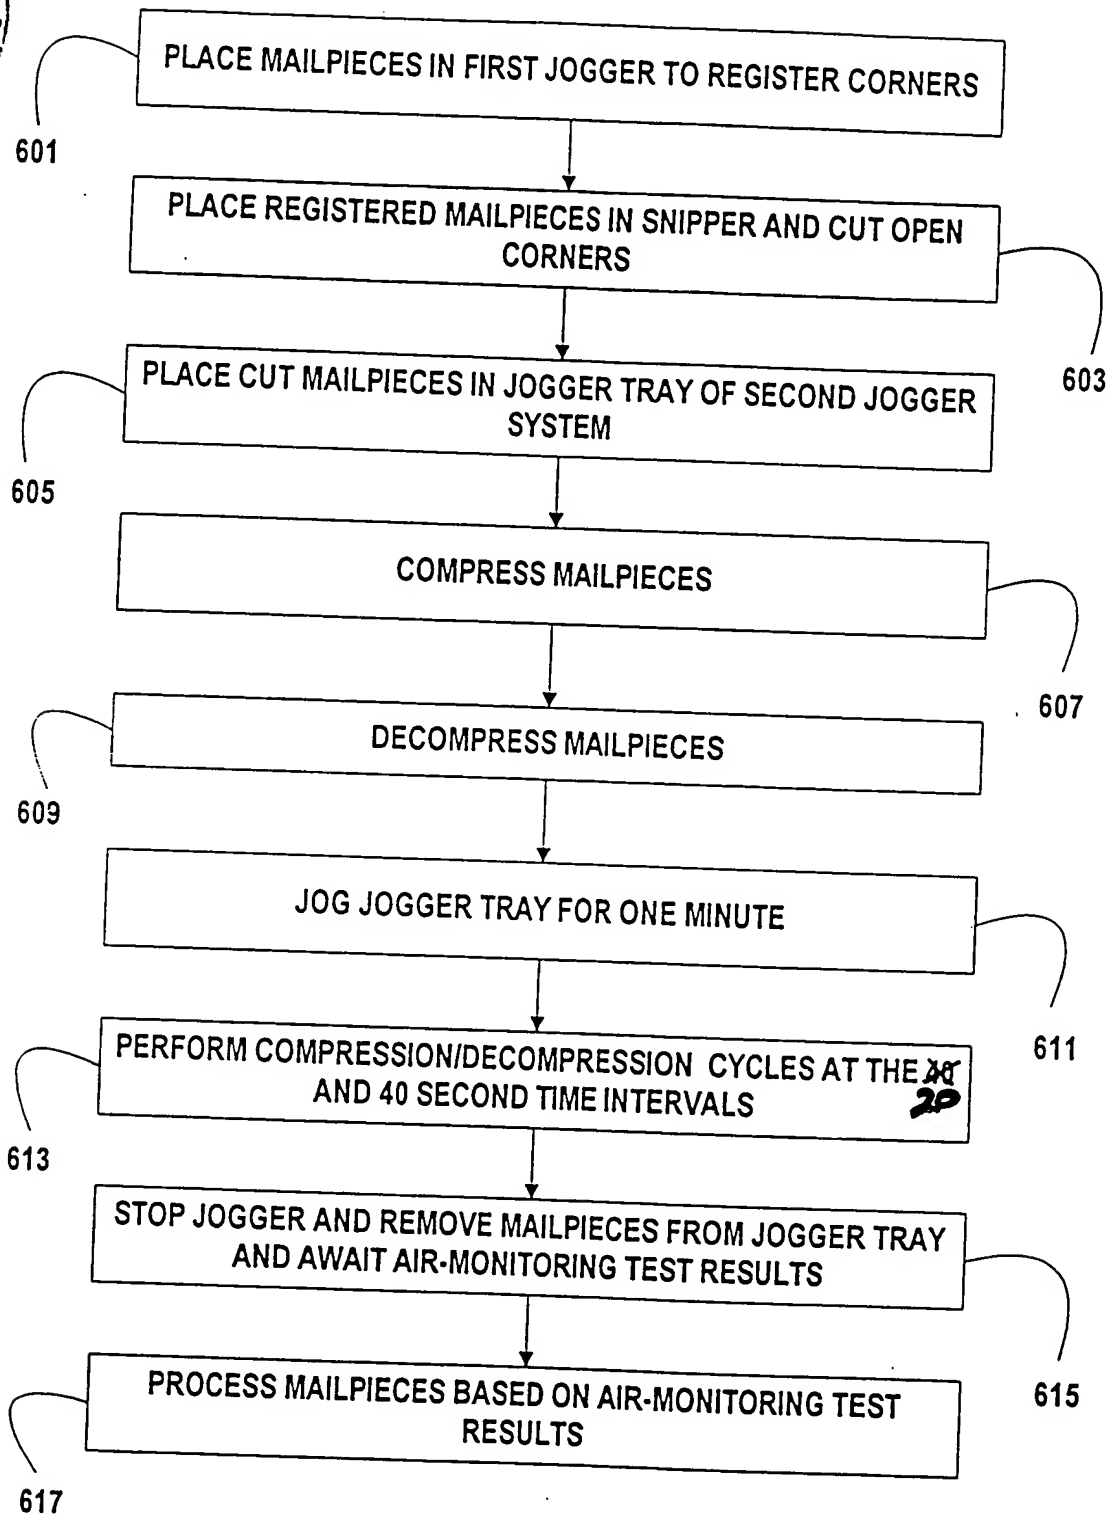 PLACE MAILPIECES IN FIRST JOGGER TO REGISTER CORNERS
601
PLACE REGISTERED MAILPIECES IN SNIPPER AND CUT OPEN
CORNERS
603
PLACE CUT MAILPIECES IN JOGGER TRAY OF SECOND JOGGER
SYSTEM
605
COMPRESS MAILPIECES
607
DECOMPRESS MAILPIECES
609
JOG JOGGER TRAY FOR ONE MINUTE
611
PERFORM COMPRESSION/DECOMPRESSION CYCLES AT THE
AND 40 SECOND TIME INTERVALS 20
613
STOP JOGGER AND REMOVE MAILPIECES FROM JOGGER TRAY
AND AWAIT AIR-MONITORING TEST RESULTS
615
PROCESS MAILPIECES BASED ON AIR-MONITORING TEST
RESULTS
617